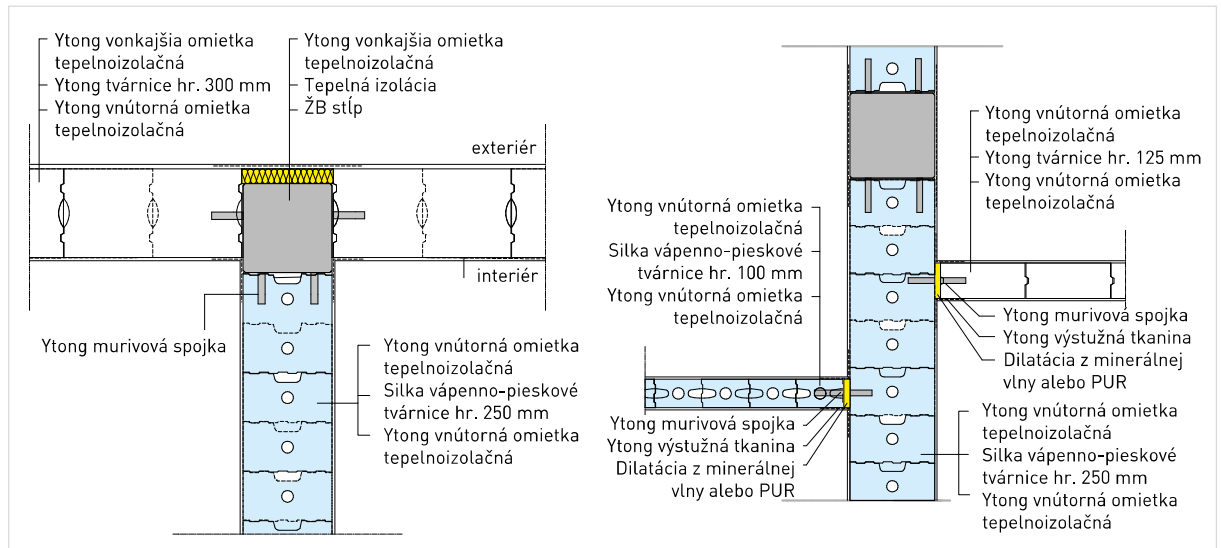 Ytong vonkajšia omietka
tepelnoizolačná
Ytong tvárnice hr. 300 mm
Ytong vnútorná omietka
tepelnoizolačná
Ytong vonkajšia omietka
tepelnoizolačná
Tepelná izolácia
ŽB stĺp
exteriér
interiér
Ytong murivová spojka
Ytong vnútorná omietka
tepelnoizolačná
Silka vápenno-pieskové
tvárnice hr. 250 mm
Ytong vnútorná omietka
tepelnoizolačná
Ytong vnútorná omietka
tepelnoizolačná
Ytong tvárnice hr. 125 mm
Ytong vnútorná omietka
tepelnoizolačná
Ytong vnútorná omietka
tepelnoizolačná
Silka vápenno-pieskové
tvárnice hr. 100 mm
Ytong vnútorná omietka
tepelnoizolačná
Ytong murivová spojka
Ytong výstužná tkanina
Dilatácia z minerálnej
vlny alebo PUR
Ytong murivová spojka
Ytong výstužná tkanina
Dilatácia z minerálnej
vlny alebo PUR
Ytong vnútorná omietka
tepelnoizolačná
Silka vápenno-pieskové
tvárnice hr. 250 mm
Ytong vnútorná omietka
tepelnoizolačná